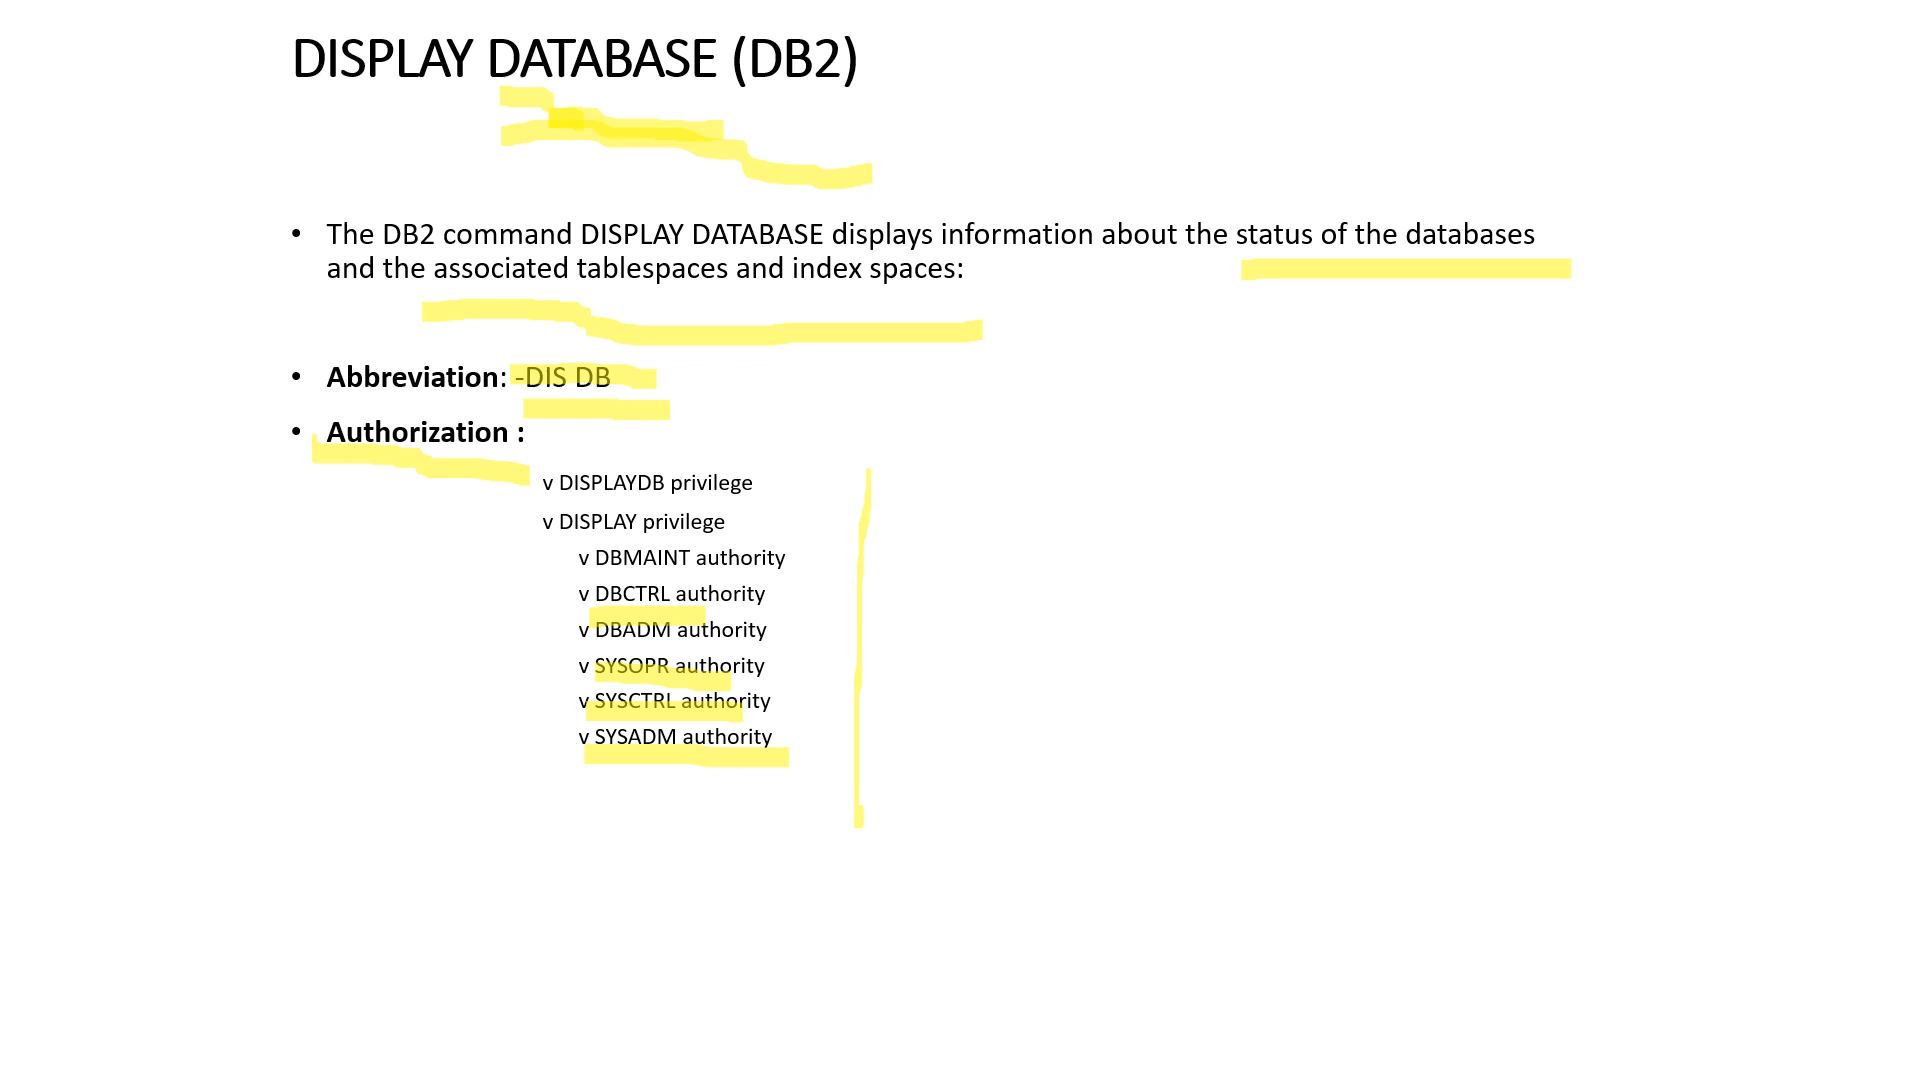 DISPLAY DATABASE (DB2)
• The DB2 command DISPLAY DATABASE displays information about the status of the databases
and the associated tablespaces and index spaces:
• Abbreviation: -DIS DB
• Authorization :
v DISPLAYDB privilege
v DISPLAY privilege
v DBMAINT authority
v DBCTRL authority
v DBADM authority
v SYSOPR authority
v SYSCTRL authority
v SYSADM authority